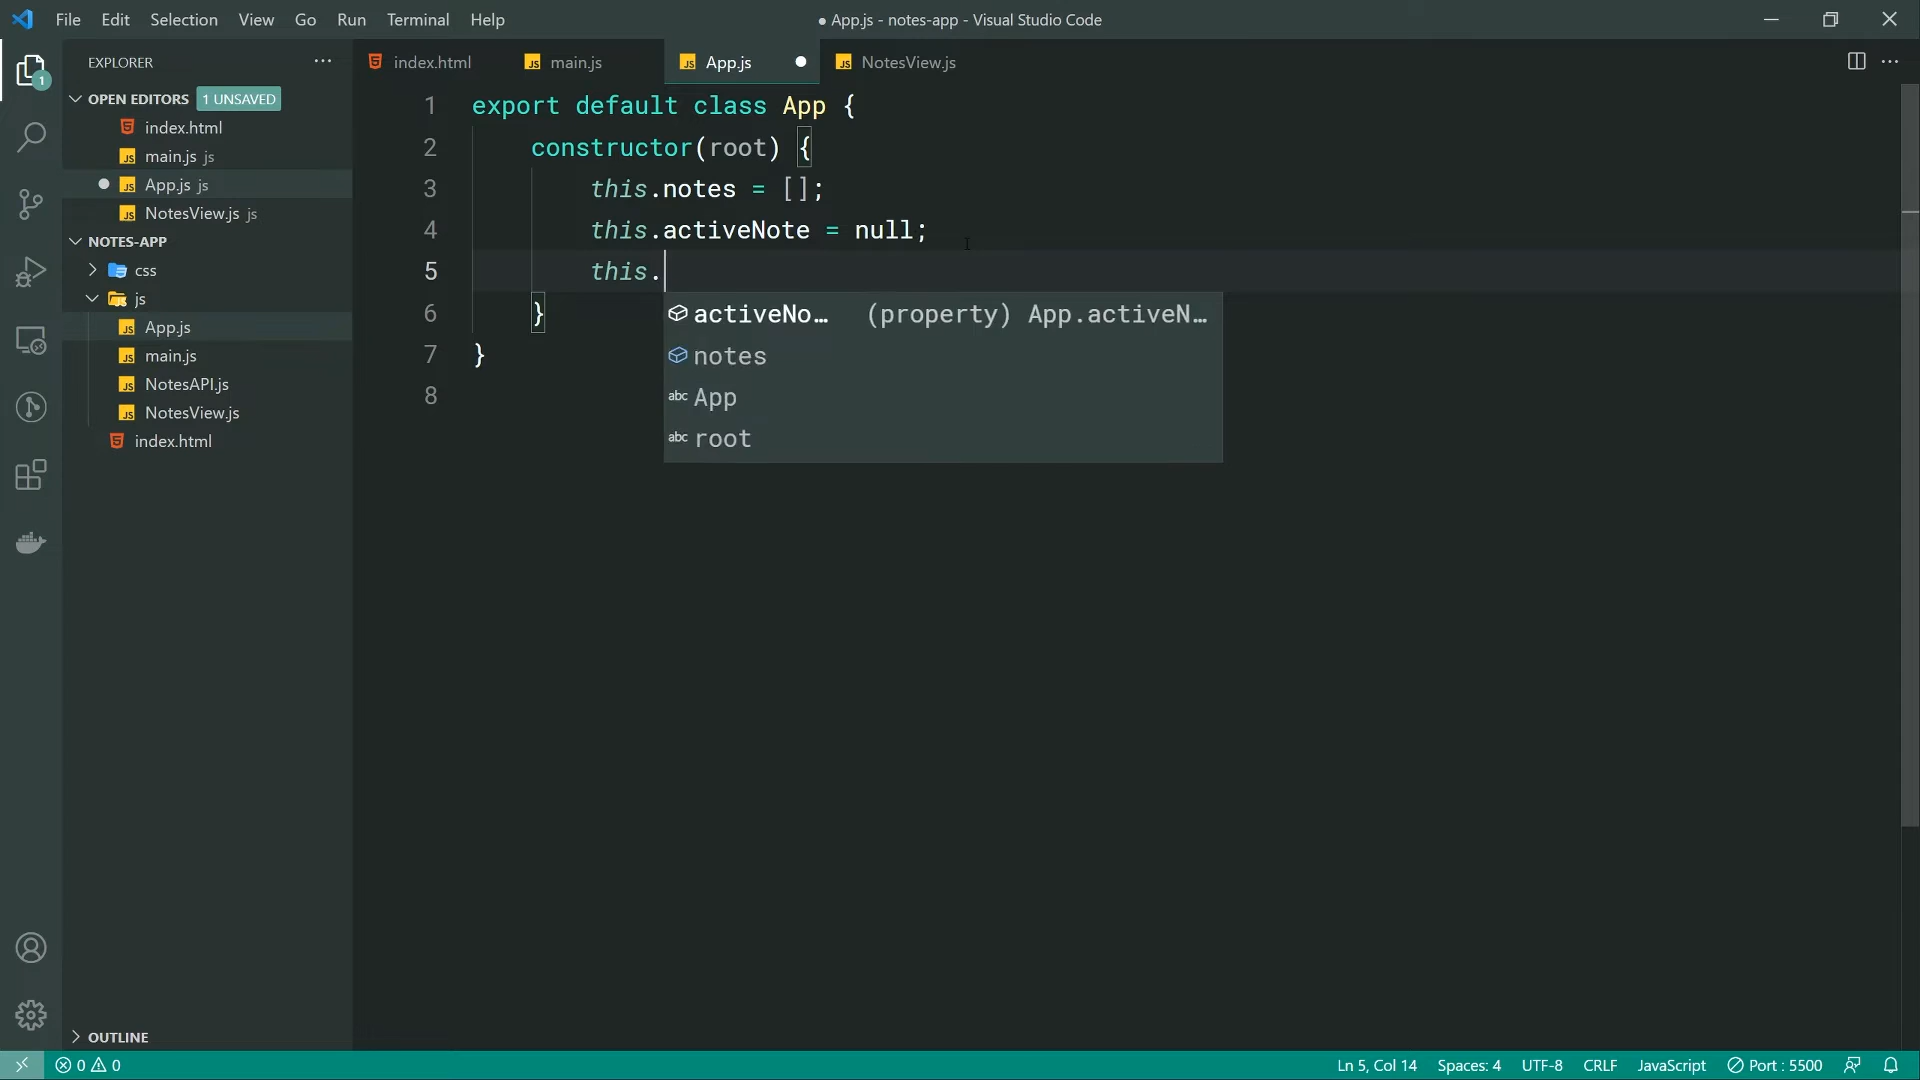 File Edit Selection View Go Run Terminal Help
● App.js - notes-app - Visual Studio Code
EXPLORER
index.html
main.js
App.js
NotesView.js
OPEN EDITORS 1 UNSAVED
index.html
main.js js
App.js js
NotesView.js js
NOTES-APP
css
js
App.js
main.js
NotesAPI.js
NotesView.js
index.html
OUTLINE
1
1 export default class App {
2 constructor(root) {
3 this.notes = [];
4 this.activeNote = null;
5 this.
6 }
7 }
8
activeNo… (property) App.activeN…
notes
abc App
abc root
0 0
Ln 5, Col 14 Spaces: 4 UTF-8 CRLF JavaScript Port : 5500